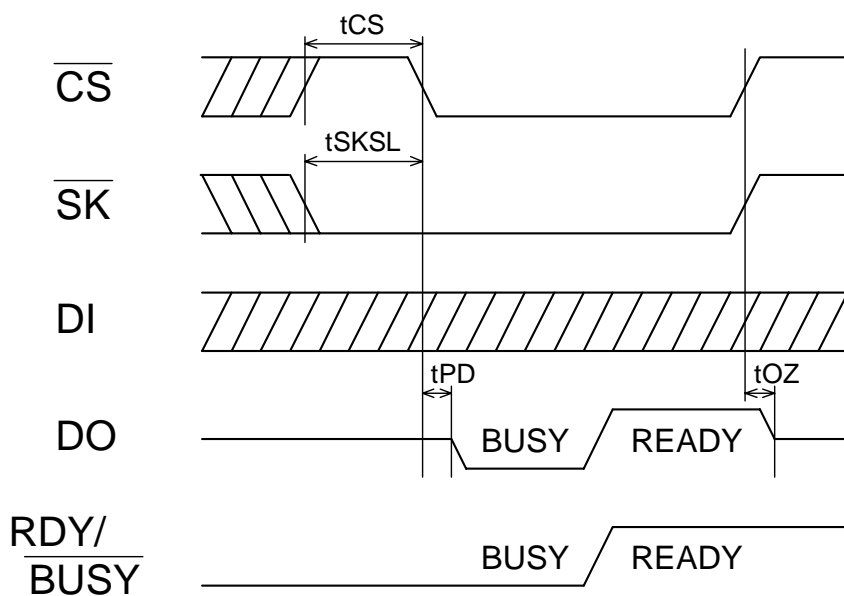 tCS
CS
tSKSL
SK
DI
tPD
tOZ
DO
BUSY
READY
RDY/
BUSY
BUSY
READY